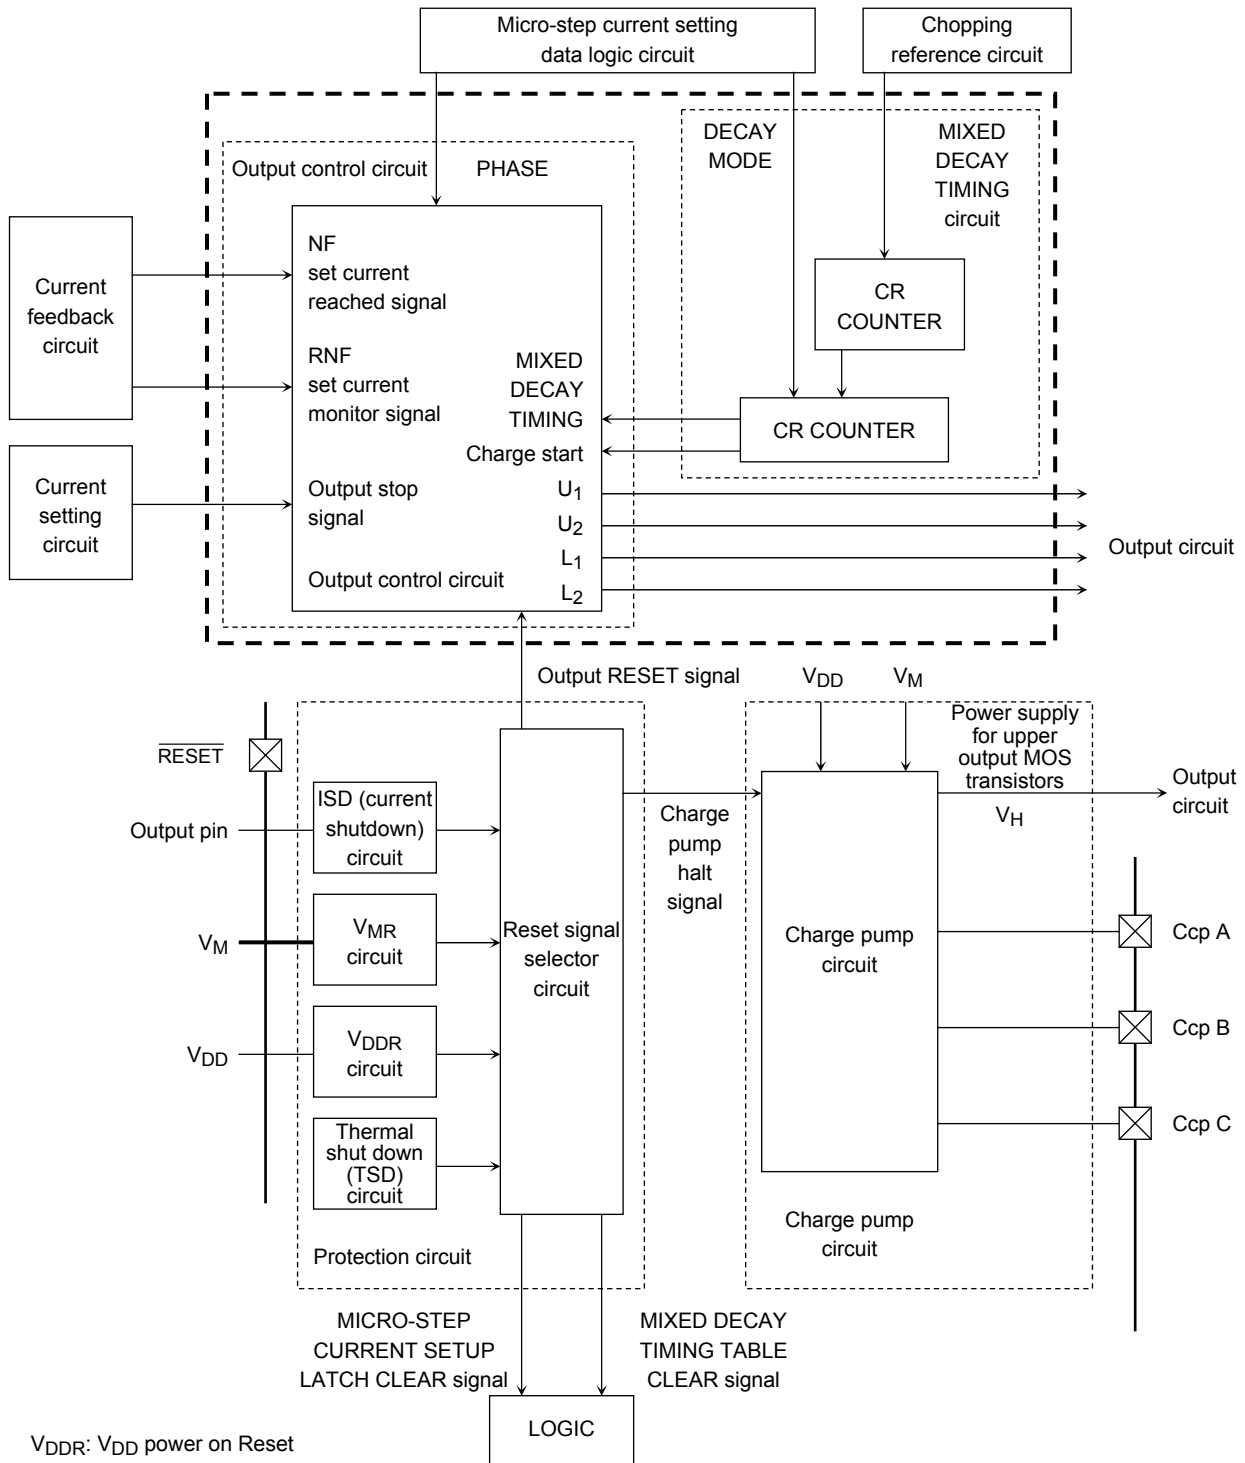 Micro-step current setting
data logic circuit
Chopping
reference circuit
DECAY
MODE
MIXED
DECAY
TIMING
circuit
Output control circuit
PHASE
Current
feedback
circuit
NF
set current
reached signal
RNF
set current
monitor signal
MIXED
DECAY
TIMING
Charge start
CR
COUNTER
CR COUNTER
Current
setting
circuit
Output stop
signal
Output control circuit
U1
U2
L1
L2
Output circuit
Output RESET signal
VDD
VM
RESET
Power supply
for upper
output MOS
transistors
VH
Output
circuit
Output pin
ISD (current
shutdown)
circuit
Charge
pump
halt
signal
VM
VMR
circuit
Reset signal
selector
circuit
Charge pump
circuit
Ccp A
Ccp B
Ccp C
VDD
VDDR
circuit
Thermal
shut down
(TSD)
circuit
Protection circuit
Charge pump
circuit
MICRO-STEP
CURRENT SETUP
LATCH CLEAR signal
MIXED DECAY
TIMING TABLE
CLEAR signal
LOGIC
VDDR: VDD power on Reset